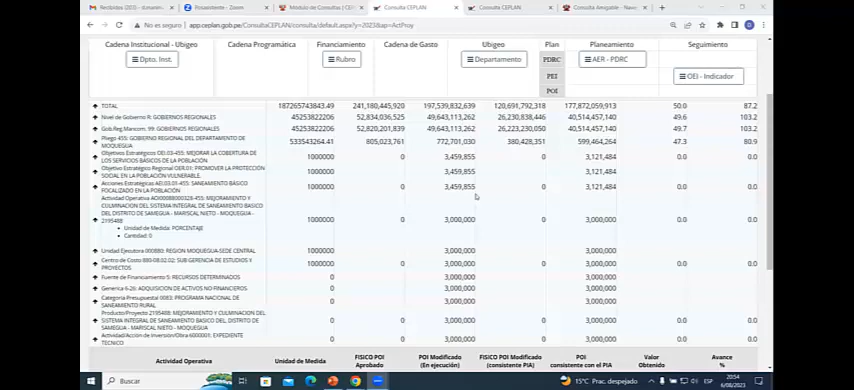 Recibidos (203) - dunanim
Posasistente - Zoom
Módulo de Consultas | C
Consulta CEPLAN
Consulta CEPLAN
Consulta Amigable - Nave
app.ceplan.gob.pe/ConsultaCEPLAN/consulta/default.aspx?y=2023&ap=ActProy
Cadena Institucional - Ubigeo Cadena Programática Financiamiento Cadena de Gasto Ubigeo Plan Planeamiento Seguimiento
Dpto. Inst. Rubro Departamento PDRC AER - PDRC
PEI OEI - Indicador
POI
TOTAL 187265743843.49 241,180,445,920 197,539,832,639 120,691,792,318 177,872,059,913 50.0 87.2
Nivel de Gobierno R: GOBIERNOS REGIONALES 45253822206 52,834,036,525 49,643,113,262 26,230,838,446 40,514,457,140 49.6 103.2
Gob.Reg./Mancom. 99: GOBIERNOS REGIONALES 45253822206 52,820,201,839 49,643,113,262 26,223,230,050 40,514,457,140 49.7 103.2
Pliego 455: GOBIERNO REGIONAL DEL DEPARTAMENTO DE
MOQUEGUA 533543264.41 805,023,761 772,701,030 380,428,351 599,464,264 47.3 80.9
Objetivos Estratégicos OEI.03-455: MEJORAR LA COBERTURA DE
LOS SERVICIOS BÁSICOS DE LA POBLACIÓN 1000000 0 3,459,855 0 3,121,484 0.0 0.0
Objetivo Estratégico Regional OER.01: PROMOVER LA PROTECCIÓN
SOCIAL EN LA POBLACIÓN VULNERABLE. 1000000 3,459,855 3,121,484
Acciones Estratégicas AEI.03.01-455: SANEAMIENTO BÁSICO
FOCALIZADO EN LA POBLACIÓN 1000000 0 3,459,855 0 3,121,484 0.0 0.0
MEJORAMIENTO Y
CULMINACION DEL SISTEMA INTEGRAL DE SANEAMIENTO BASICO DEL
DISTRITO DE SAMEGUA - MARISCAL NIETO - MOQUEGUA -
2195488 1000000 0 3,000,000 0 3,000,000 0.0 0.0
• Unidad de Medida: PORCENTAJE
• Cantidad: 0
Unidad Ejecutora 000880: REGION MOQUEGUA-SEDE CENTRAL 1000000 3,000,000 3,000,000
Centro de Costo 880-08.02.02: SUB GERENCIA DE ESTUDIOS Y
PROYECTOS 1000000 0 3,000,000 0 3,000,000 0.0 0.0
Fuente de Financiamiento 5: RECURSOS DETERMINADOS 0 3,000,000 3,000,000
Generica 6-26: ADQUISICION DE ACTIVOS NO FINANCIEROS 0 3,000,000 3,000,000
Categoria Presupuestal 0083: PROGRAMA NACIONAL DE
SANEAMIENTO RURAL 0 3,000,000 3,000,000
Producto/Proyecto 2195488: MEJORAMIENTO Y CULMINACION DEL
SISTEMA INTEGRAL DE SANEAMIENTO BASICO DEL DISTRITO DE
SAMEGUA - MARISCAL NIETO - MOQUEGUA 0 0 3,000,000 0 3,000,000 0.0 0.0
Actividad/Acción de Inversión/Obra 6000001: EXPEDIENTE
TECNICO 0 0 3,000,000 0 3,000,000 0.0 0.0
Actividad Operativa Unidad de Medida FISICO POI Aprobado POI Modificado (En ejecución) FISICO POI Modificado (consistente PIA) POI consistente con el PIA Valor Obtenido Avance %
Buscar 15°C Parc. despejado ESP 20:54
6/08/2023